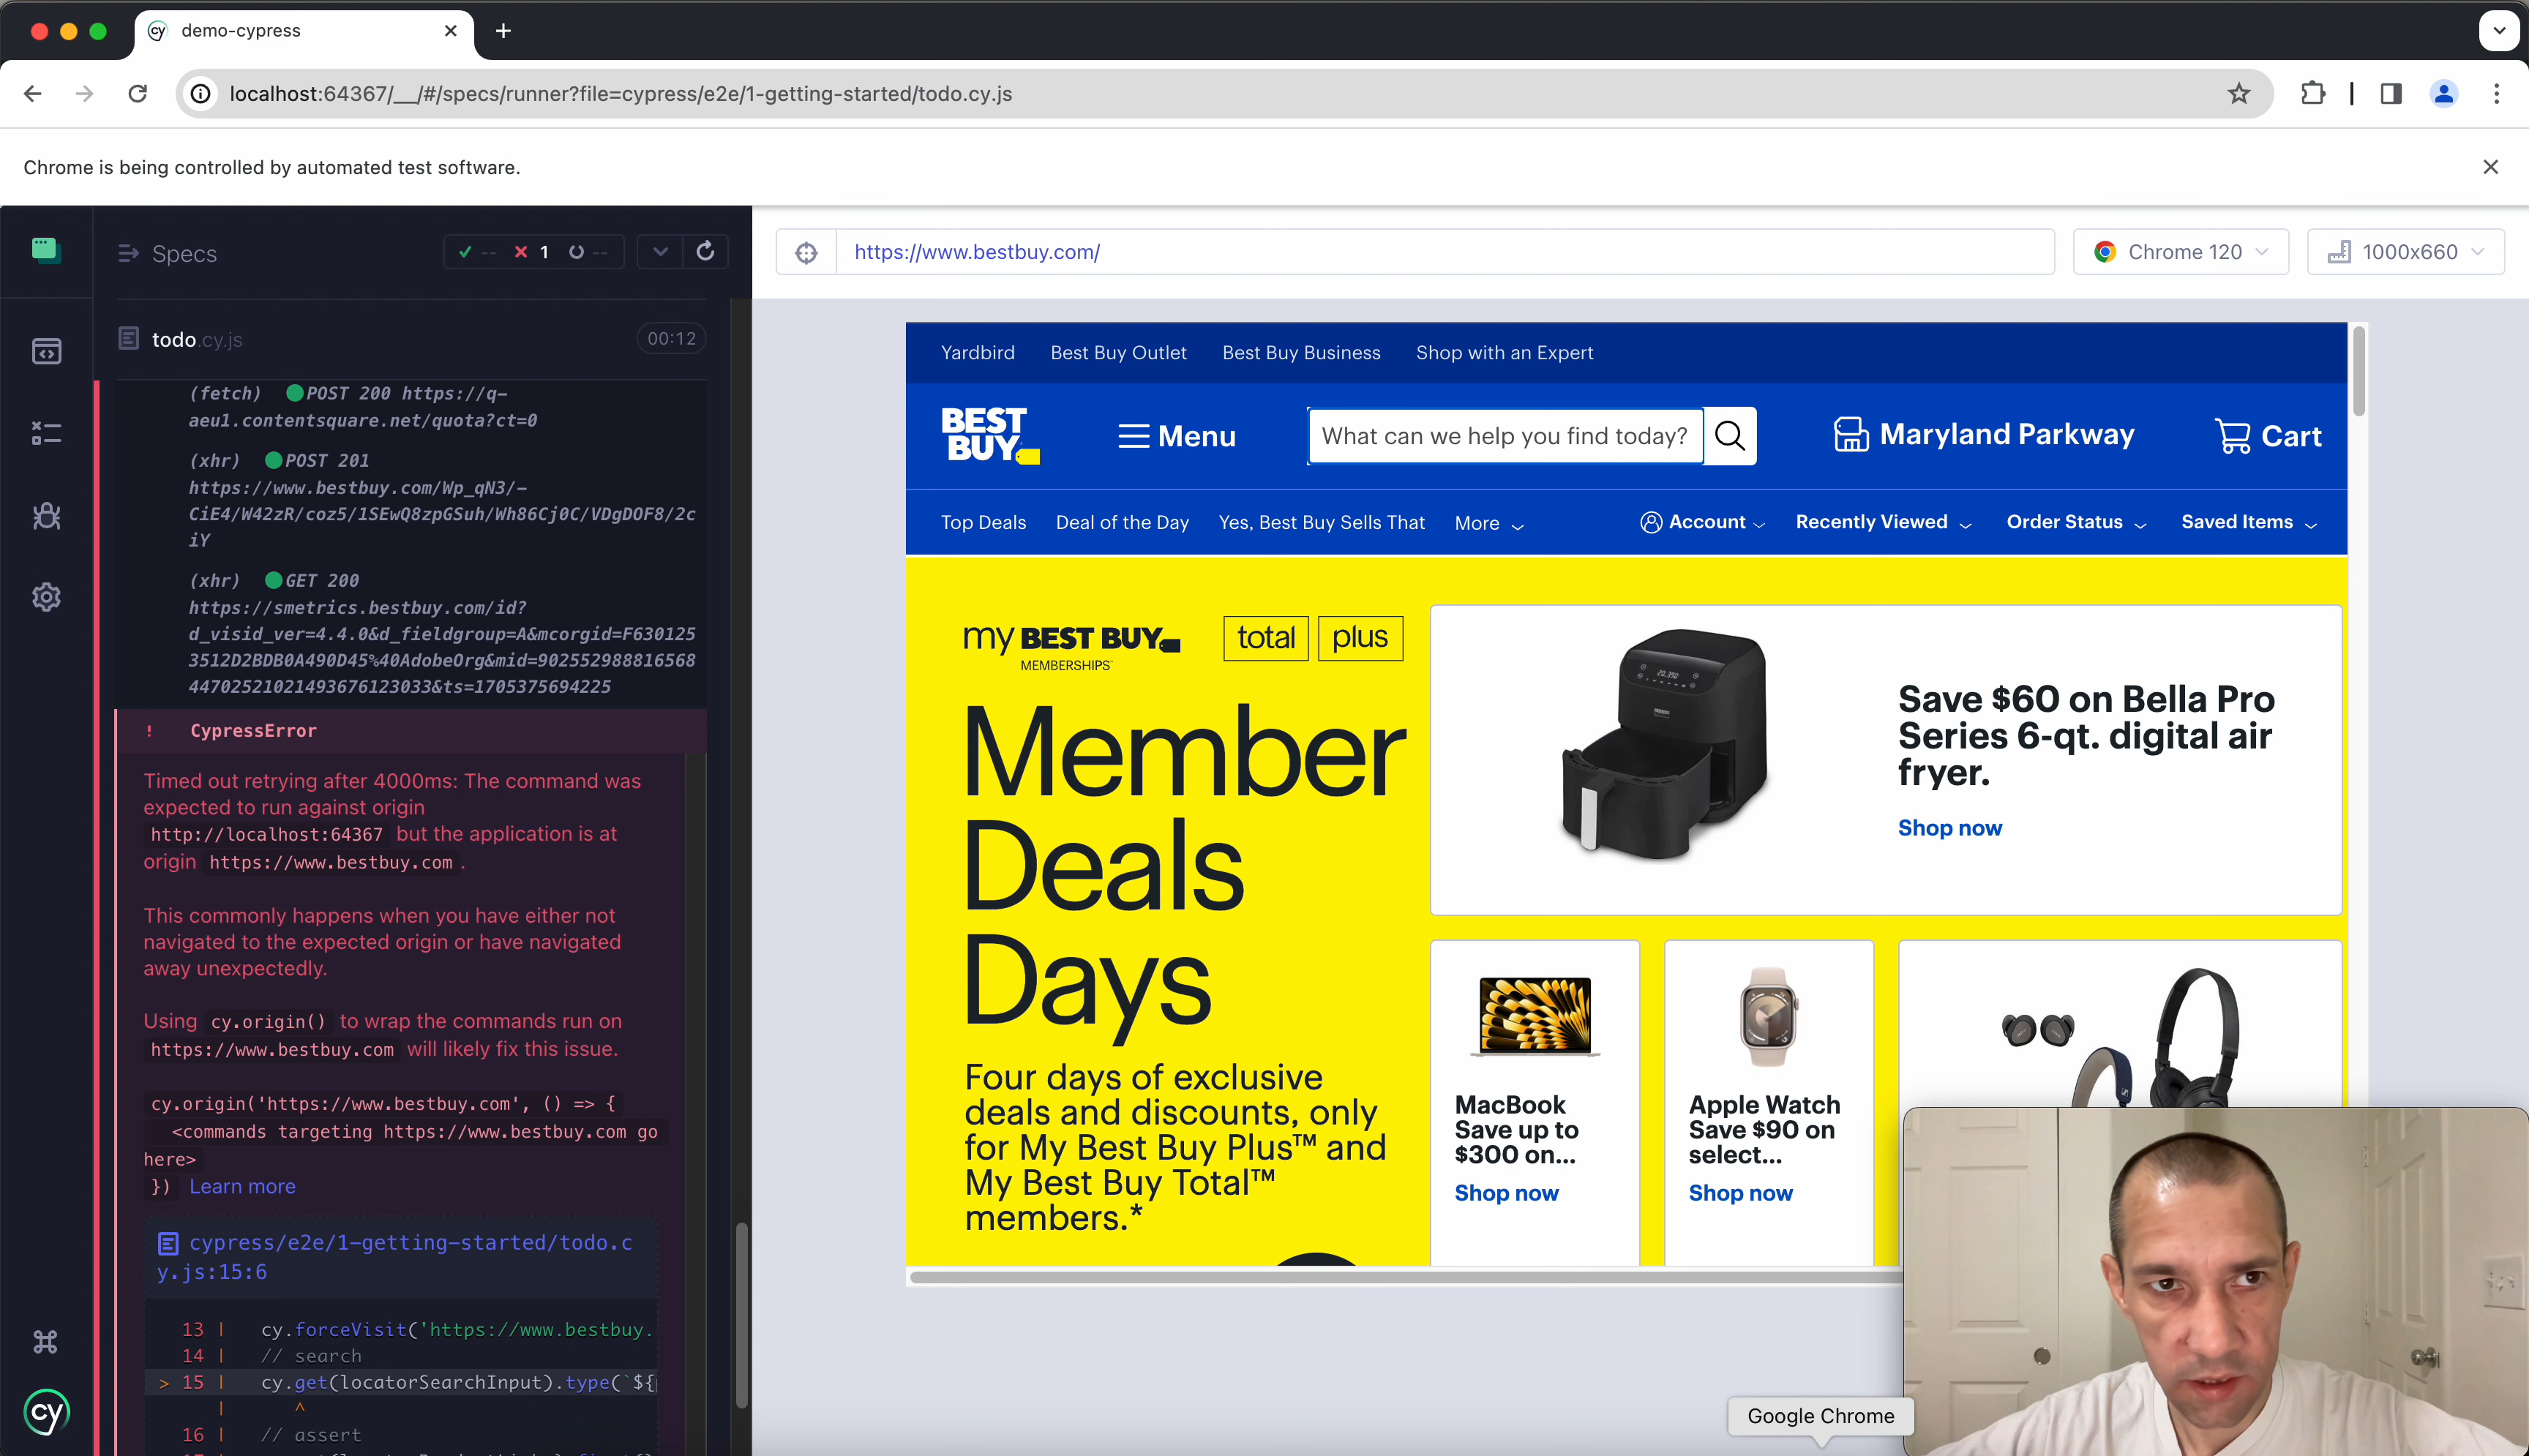 demo-cypress
localhost:64367/__/#/specs/runner?file=cypress/e2e/1-getting-started/todo.cy.js
Chrome is being controlled by automated test software.
Specs
-- 1 --
todo.cy.js
00:12
(fetch) POST 200 https://q-
aeu1.contentsquare.net/quota?ct=0
(xhr) POST 201
https://www.bestbuy.com/Wp_qN3/-
CiE4/W42zR/coz5/1SEwQ8zpGSuh/Wh86Cj0C/VDgDOF8/2c
iY
(xhr) GET 200
https://smetrics.bestbuy.com/id?
d_visid_ver=4.4.0&d_fieldgroup=A&mcorgid=F630125
3512D2BDB0A490D45%40AdobeOrg&mid=902552988816568
44702521021493676123033&ts=1705375694225
! CypressError
Timed out retrying after 4000ms: The command was
expected to run against origin
http://localhost:64367 but the application is at
origin https://www.bestbuy.com .
This commonly happens when you have either not
navigated to the expected origin or have navigated
away unexpectedly.
Using cy.origin() to wrap the commands run on
https://www.bestbuy.com will likely fix this issue.
cy.origin('https://www.bestbuy.com', () => {
<commands targeting https://www.bestbuy.com go
here>
}) Learn more
cypress/e2e/1-getting-started/todo.c
y.js:15:6
13 | cy.forceVisit('https://www.bestbuy.
14 | // search
> 15 | cy.get(locatorSearchInput).type(`${
| ^
16 | // assert
cy
https://www.bestbuy.com/
Chrome 120
1000x660
Yardbird Best Buy Outlet Best Buy Business Shop with an Expert
BEST
BUY
Menu
What can we help you find today?
Maryland Parkway
Cart
Top Deals Deal of the Day Yes, Best Buy Sells That More
Account Recently Viewed Order Status Saved Items
my BEST BUY
MEMBERSHIPS
total plus
Member
Deals
Days
Four days of exclusive
deals and discounts, only
for My Best Buy Plus™ and
My Best Buy Total™
members.*
Save $60 on Bella Pro
Series 6-qt. digital air
fryer.
Shop now
MacBook
Save up to
$300 on...
Shop now
Apple Watch
Save $90 on
select...
Shop now
Google Chrome